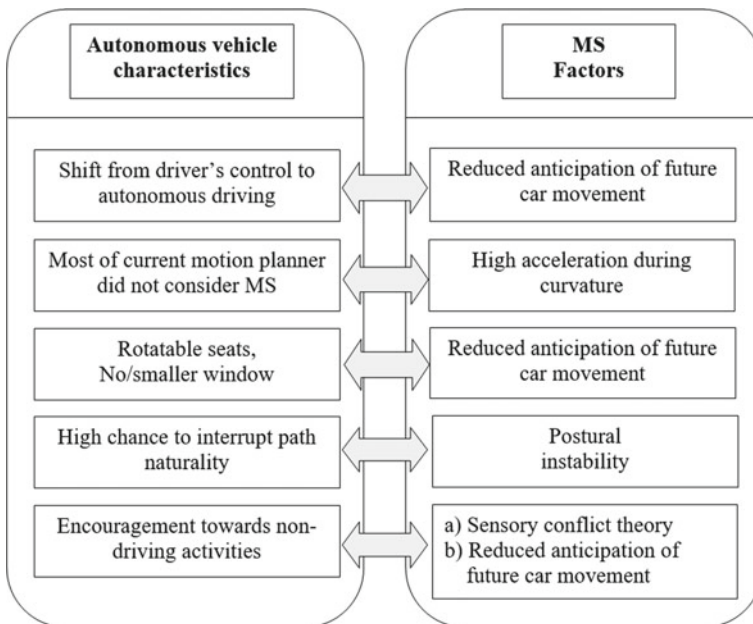 Autonomous vehicle
characteristics
MS
Factors
Shift from driver's control to
autonomous driving
Reduced anticipation of future
car movement
Most of current motion planner
did not consider MS
High acceleration during
curvature
Rotatable seats,
No/smaller window
Reduced anticipation of future
car movement
High chance to interrupt path
naturality
Postural
instability
Encouragement towards non-
driving activities
a) Sensory conflict theory
b) Reduced anticipation of
future car movement